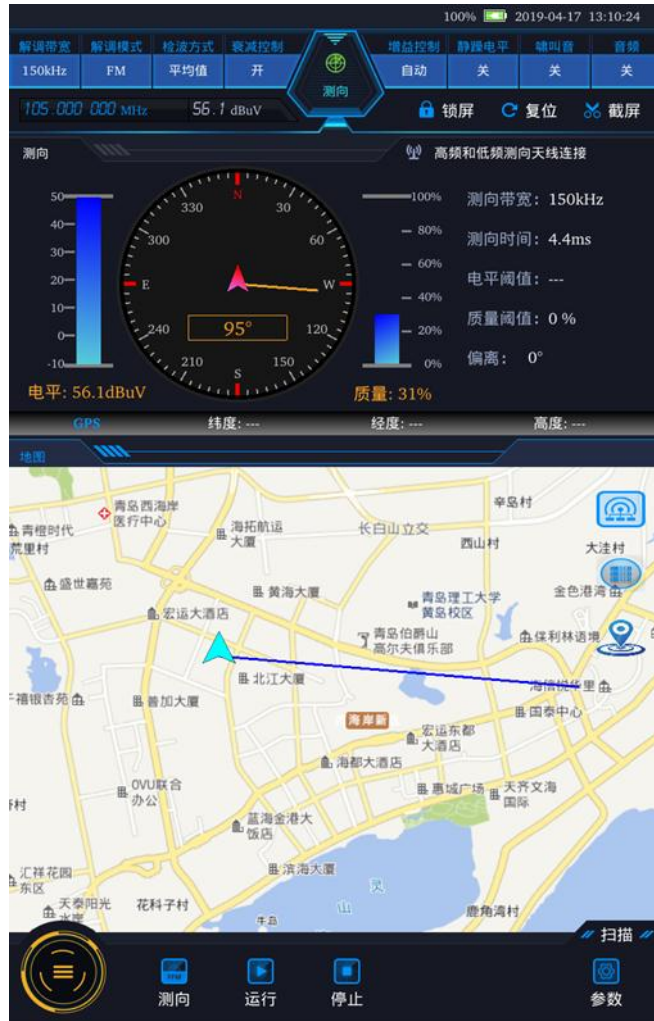 100% 2019-04-17 13:10:24
解调带宽 解调模式 检波方式 衰减控制 增益控制 静躁电平 啸叫音 音频
150kHz FM 平均值 开 测向 自动 关 关 关
105.000 000 MHz 56.1 dBuV 锁屏 复位 截屏
测向 高频和低频测向天线连接
50 40 30 20 10 0 -10
N 30 60 W 120 150 S 210 240 E 300 330
95°
100% 80% 60% 40% 20% 0%
测向带宽: 150kHz
测向时间: 4.4ms
电平阈值: ---
质量阈值: 0 %
偏离: 0°
电平: 56.1dBuV 质量: 31%
GPS 纬度: --- 经度: --- 高度: ---
地图
辛岛村
青岛西海岸
医疗中心
青橙时代
荒里村
海拓航运
大厦
长白山立交
西山村
大洼村
盛世嘉苑
黄海大厦
青岛理工大学
黄岛校区
金色港湾
宏运大酒店
青岛伯爵山
高尔夫俱乐部
保利林语境
北江大厦
海信悦华里
禧银杏苑
普加大厦
国泰中心
海岸新
宏运东都
大酒店
海都大酒店
OVU联合
办公
惠城广场
天齐文海
国际
村
蓝海金港大
饭店
滨海大厦
汇祥花园
东区
灵
山
天泰阳光
水岸
花科子村
牛岛
鹿角湾村
扫描
测向 运行 停止 参数